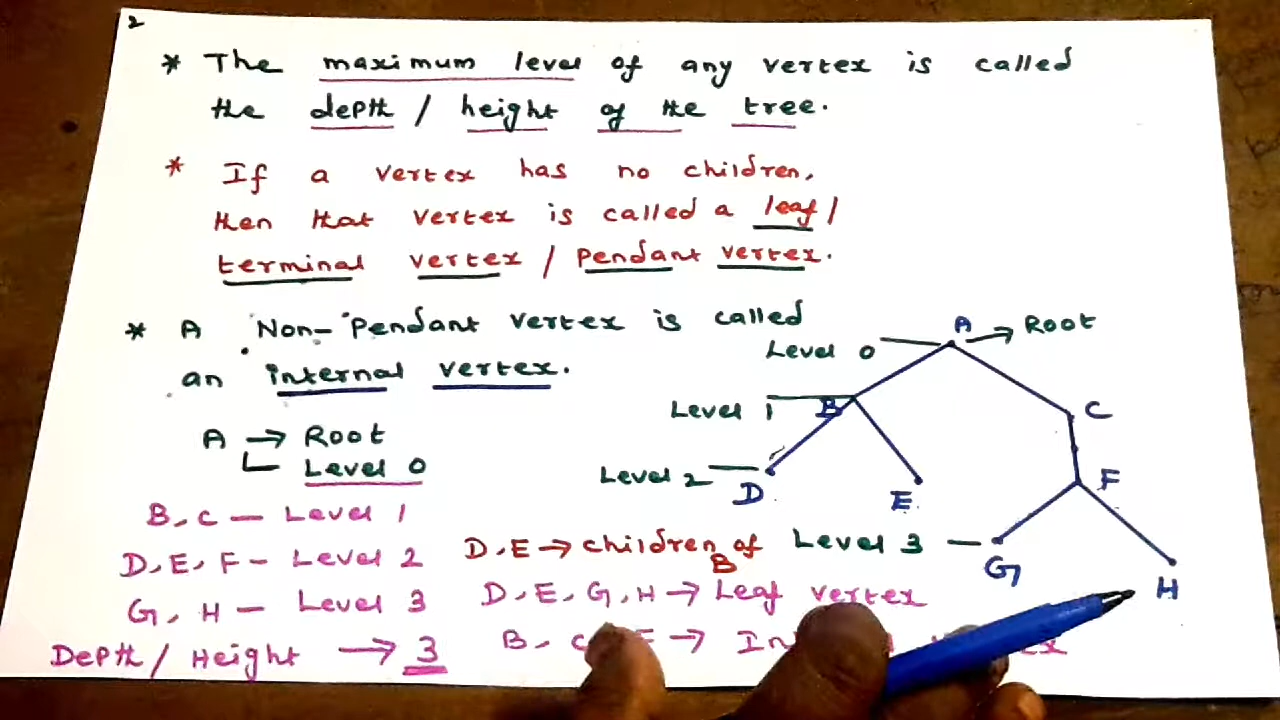 2
* The maximum level of any vertex is called
the depth / height of the tree.
* If a vertex has no children,
then that vertex is called a leaf /
terminal vertex / pendant vertex.
* A Non-Pendant vertex is called
an internal vertex.
A → Root
Level 0
B, C - Level 1
D, E, F - Level 2
G, H - Level 3
Depth / Height → 3
A → Root
Level 0
Level 1 B
C
Level 2
D
E
F
Level 3
G
H
D, E → children of
B
D, E, G, H → Leaf vertex
B, C →